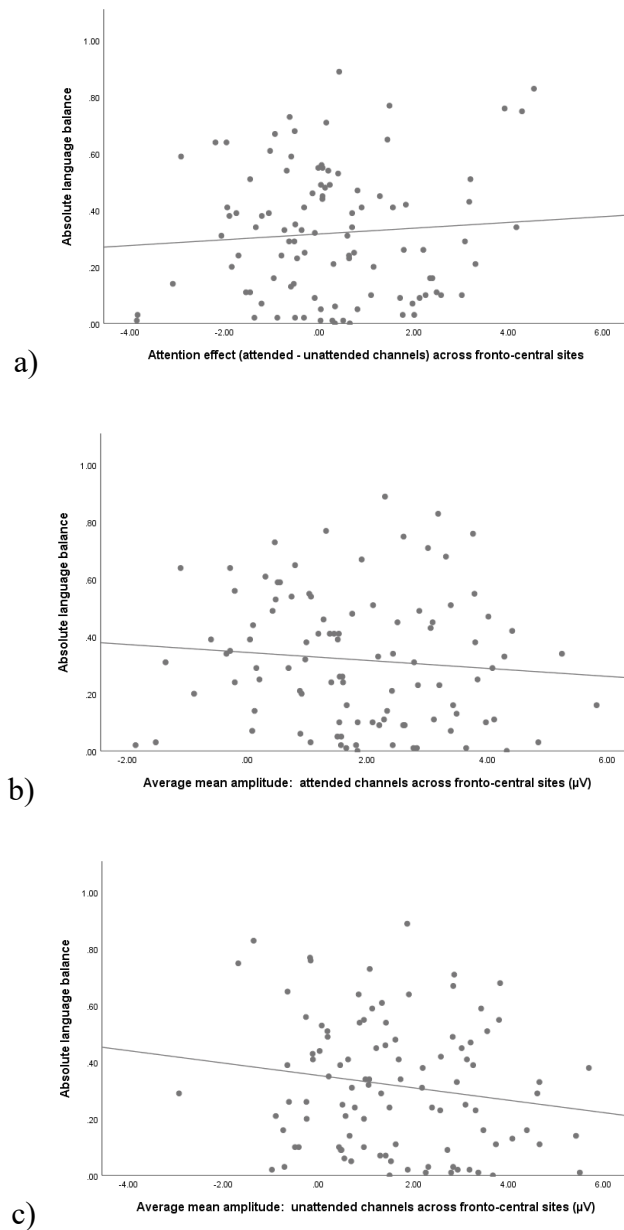 1.00
.80
.60
.40
.20
.00
Absolute language balance
-4.00 -2.00 .00 2.00 4.00 6.00
Attention effect (attended - unattended channels) across fronto-central sites
a)
1.00
.80
.60
.40
.20
.00
Absolute language balance
-2.00 .00 2.00 4.00 6.00
Average mean amplitude: attended channels across fronto-central sites (µV)
b)
1.00
.80
.60
.40
.20
.00
Absolute language balance
-4.00 -2.00 .00 2.00 4.00 6.00
Average mean amplitude: unattended channels across fronto-central sites (µV)
c)